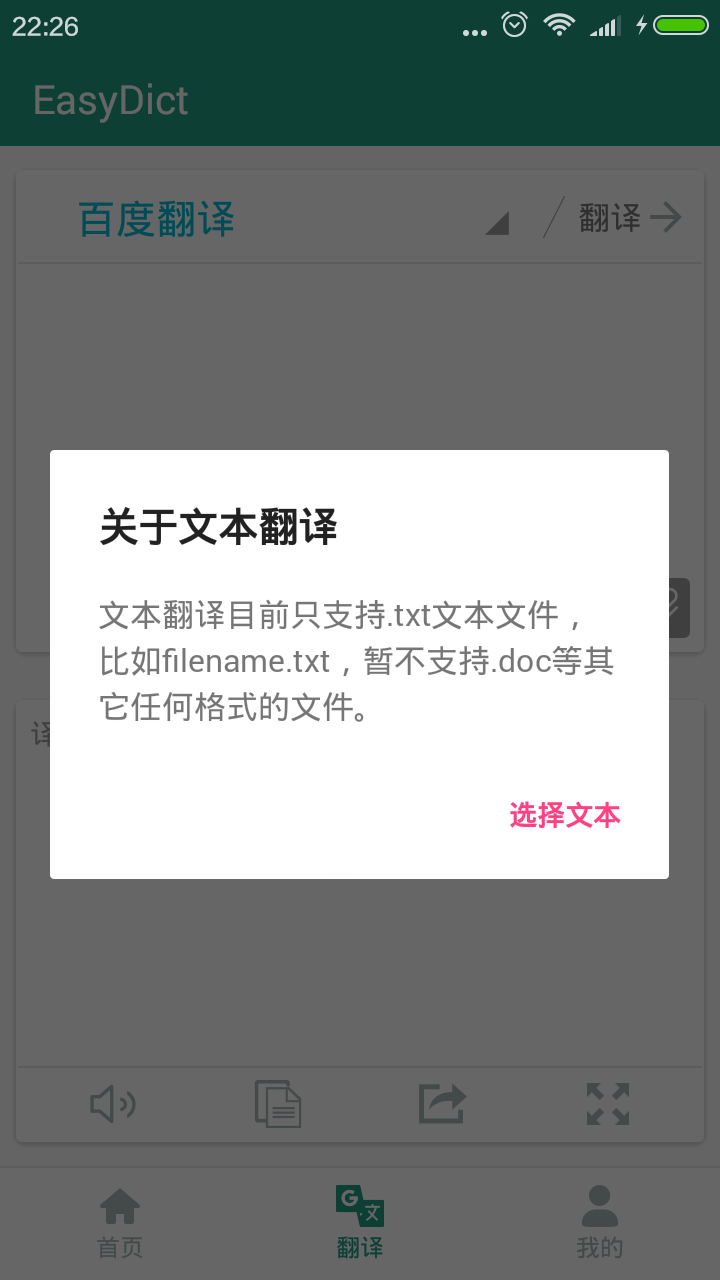 22:26
EasyDict
百度翻译
翻译
关于文本翻译
文本翻译目前只支持.txt文本文件，
比如filename.txt，暂不支持.doc等其
它任何格式的文件。
译
选择文本
首页
翻译
我的